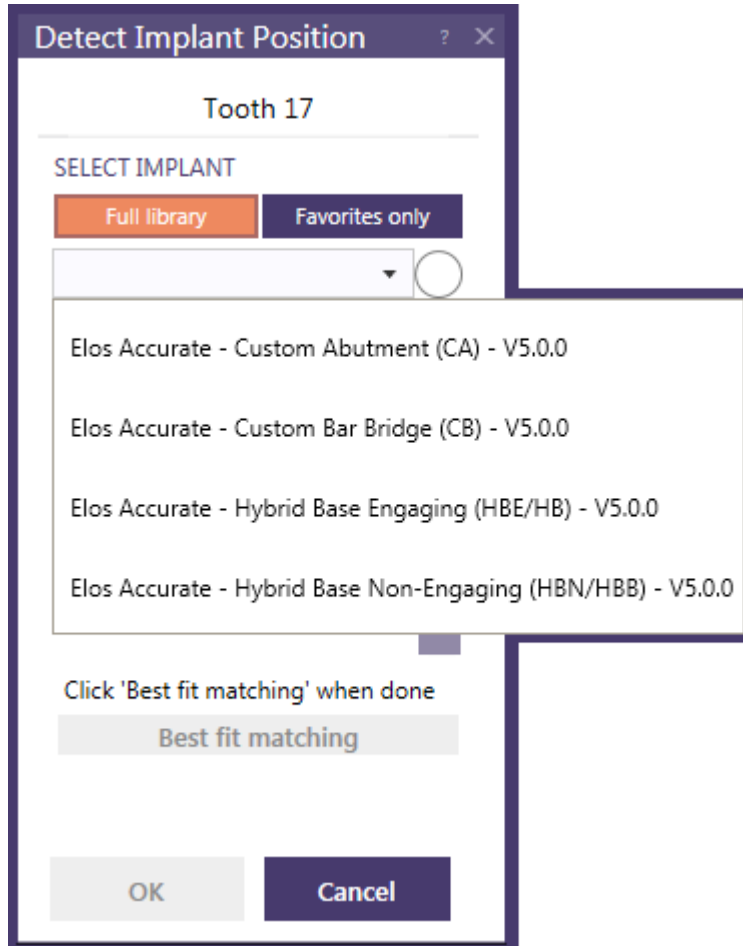 Detect Implant Position ? ×
Tooth 17
SELECT IMPLANT
Full library Favorites only
Elos Accurate - Custom Abutment (CA) - V5.0.0
Elos Accurate - Custom Bar Bridge (CB) - V5.0.0
Elos Accurate - Hybrid Base Engaging (HBE/HB) - V5.0.0
Elos Accurate - Hybrid Base Non-Engaging (HBN/HBB) - V5.0.0
Click 'Best fit matching' when done
Best fit matching
OK Cancel